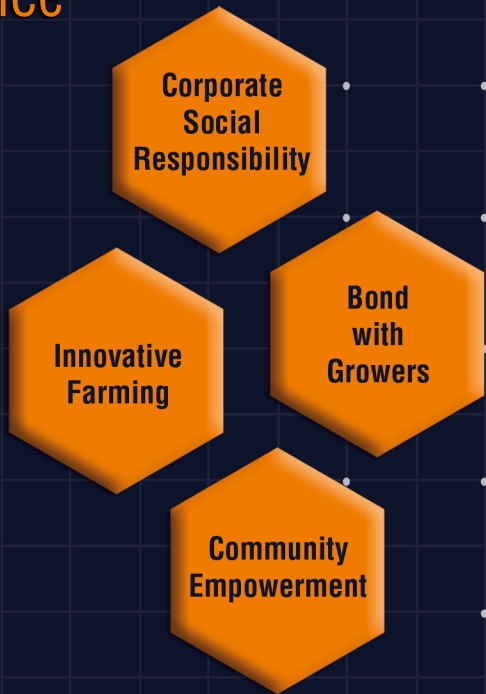 Corporate
Social
Responsibility
Bond
with
Growers
Innovative
Farming
Community
Empowerment